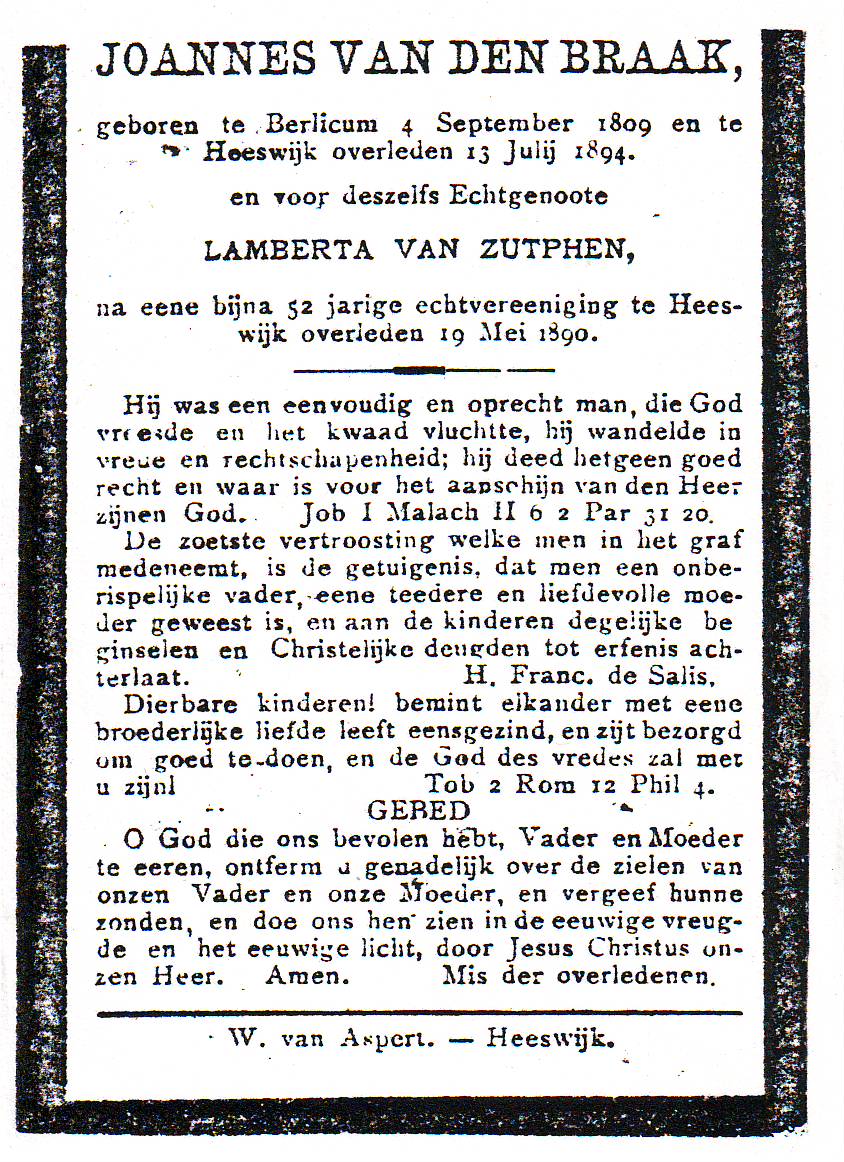 JOANNES VAN DEN BRAAK,
geboren te Berlicum 4 September 1809 en te
Heeswijk overleden 13 Julij 1894.
en voor deszelfs Echtgenoote
LAMBERTA VAN ZUTPHEN,
na eene bijna 52 jarige echtvereeniging te Hees-
wijk overleden 19 Mei 1890.
Hij was een eenvoudig en oprecht man, die God
vreesde en het kwaad vluchtte, hij wandelde in
vrede en rechtschapenheid; hij deed hetgeen goed
recht en waar is voor het aanschijn van den Heer
zijnen God. Job I Malach II 6 2 Par 31 20.
De zoetste vertroosting welke men in het graf
medeneemt, is de getuigenis, dat men een onbe-
rispelijke vader, eene teedere en liefdevolle moe-
der geweest is, en aan de kinderen degelijke be
ginselen en Christelijke deugden tot erfenis ach-
terlaat. H. Franc. de Salis.
Dierbare kinderen! bemint elkander met eene
broederlijke liefde leeft eensgezind, en zijt bezorgd
om goed te doen, en de God des vredes zal met
u zijn! Tob 2 Rom 12 Phil 4.
GEBED
O God die ons bevolen hebt, Vader en Moeder
te eeren, ontferm u genadelijk over de zielen van
onzen Vader en onze Moeder, en vergeef hunne
zonden, en doe ons hen zien in de eeuwige vreug-
de en het eeuwige licht, door Jesus Christus on-
zen Heer. Amen. Mis der overledenen.
W. van Aspert. — Heeswijk.